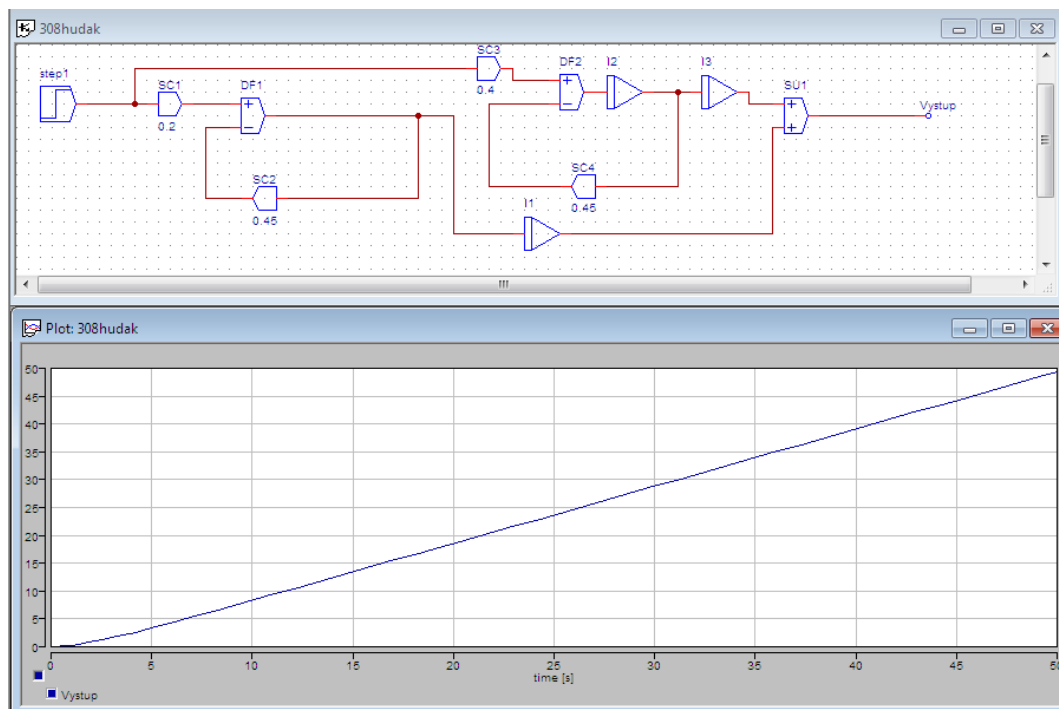 308hudak
step1
SC1
0.2
DF1
SC2
0.45
SC3
0.4
DF2
I2
I3
SU1
Vystup
SC4
0.45
I1
Plot: 308hudak
50
45
40
35
30
25
20
15
10
5
0
0 5 10 15 20 25 30 35 40 45 50
time [s]
Vystup